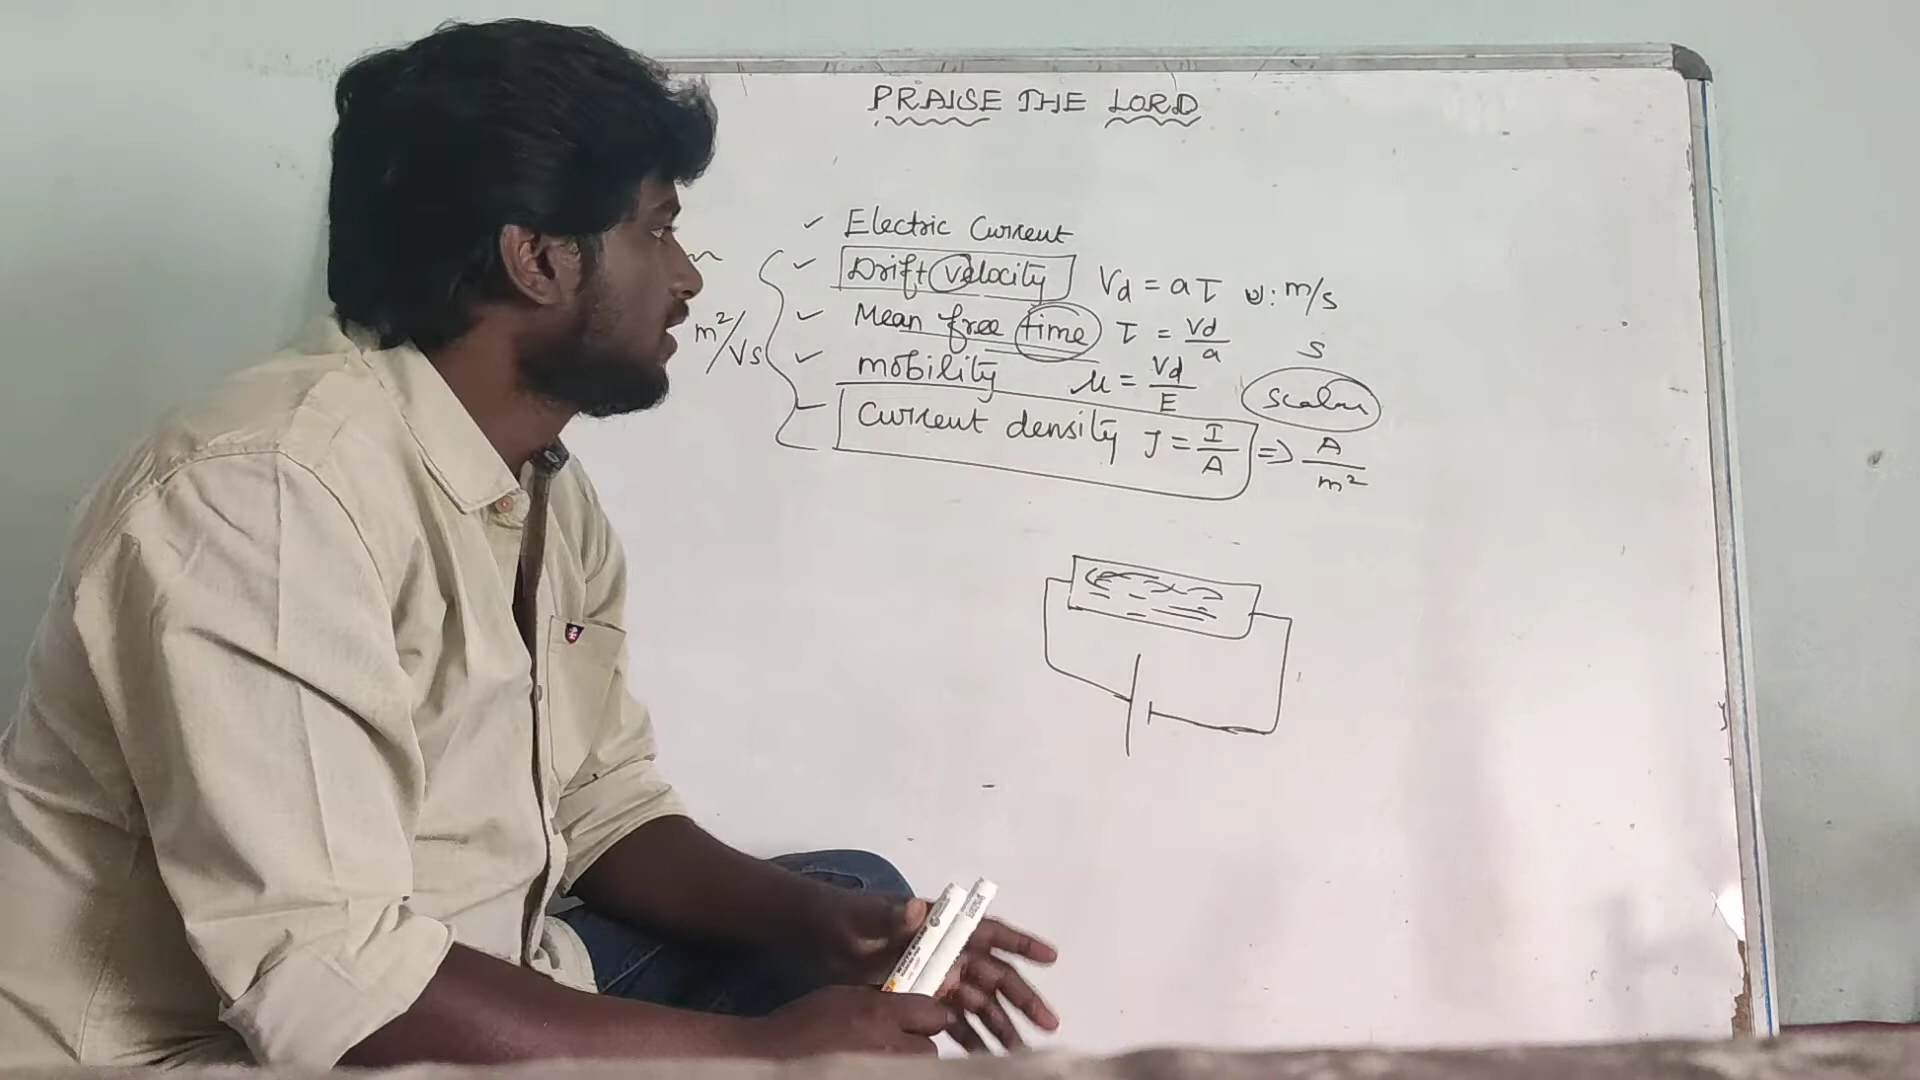 PRAISE THE LORD
✓ Electric Current
✓ Drift Velocity Vd = aτ u: m/s
✓ Mean free time τ = Vd/a s
m²/Vs
✓ mobility μ = Vd/E scalar
✓ Current density J = I/A => A/m²